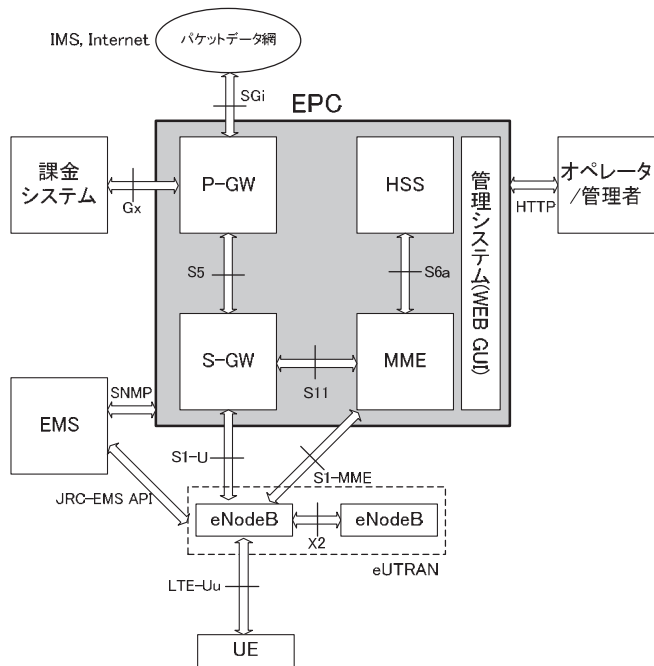 IMS, Internet
パケットデータ網
SGi
EPC
課金
システム
Gx
P-GW
HSS
管理システム(WEB GUI)
HTTP
オペレータ
/管理者
S5
S6a
S-GW
S11
MME
EMS
SNMP
S1-U
S1-MME
JRC-EMS API
eNodeB
X2
eNodeB
eUTRAN
LTE-Uu
UE